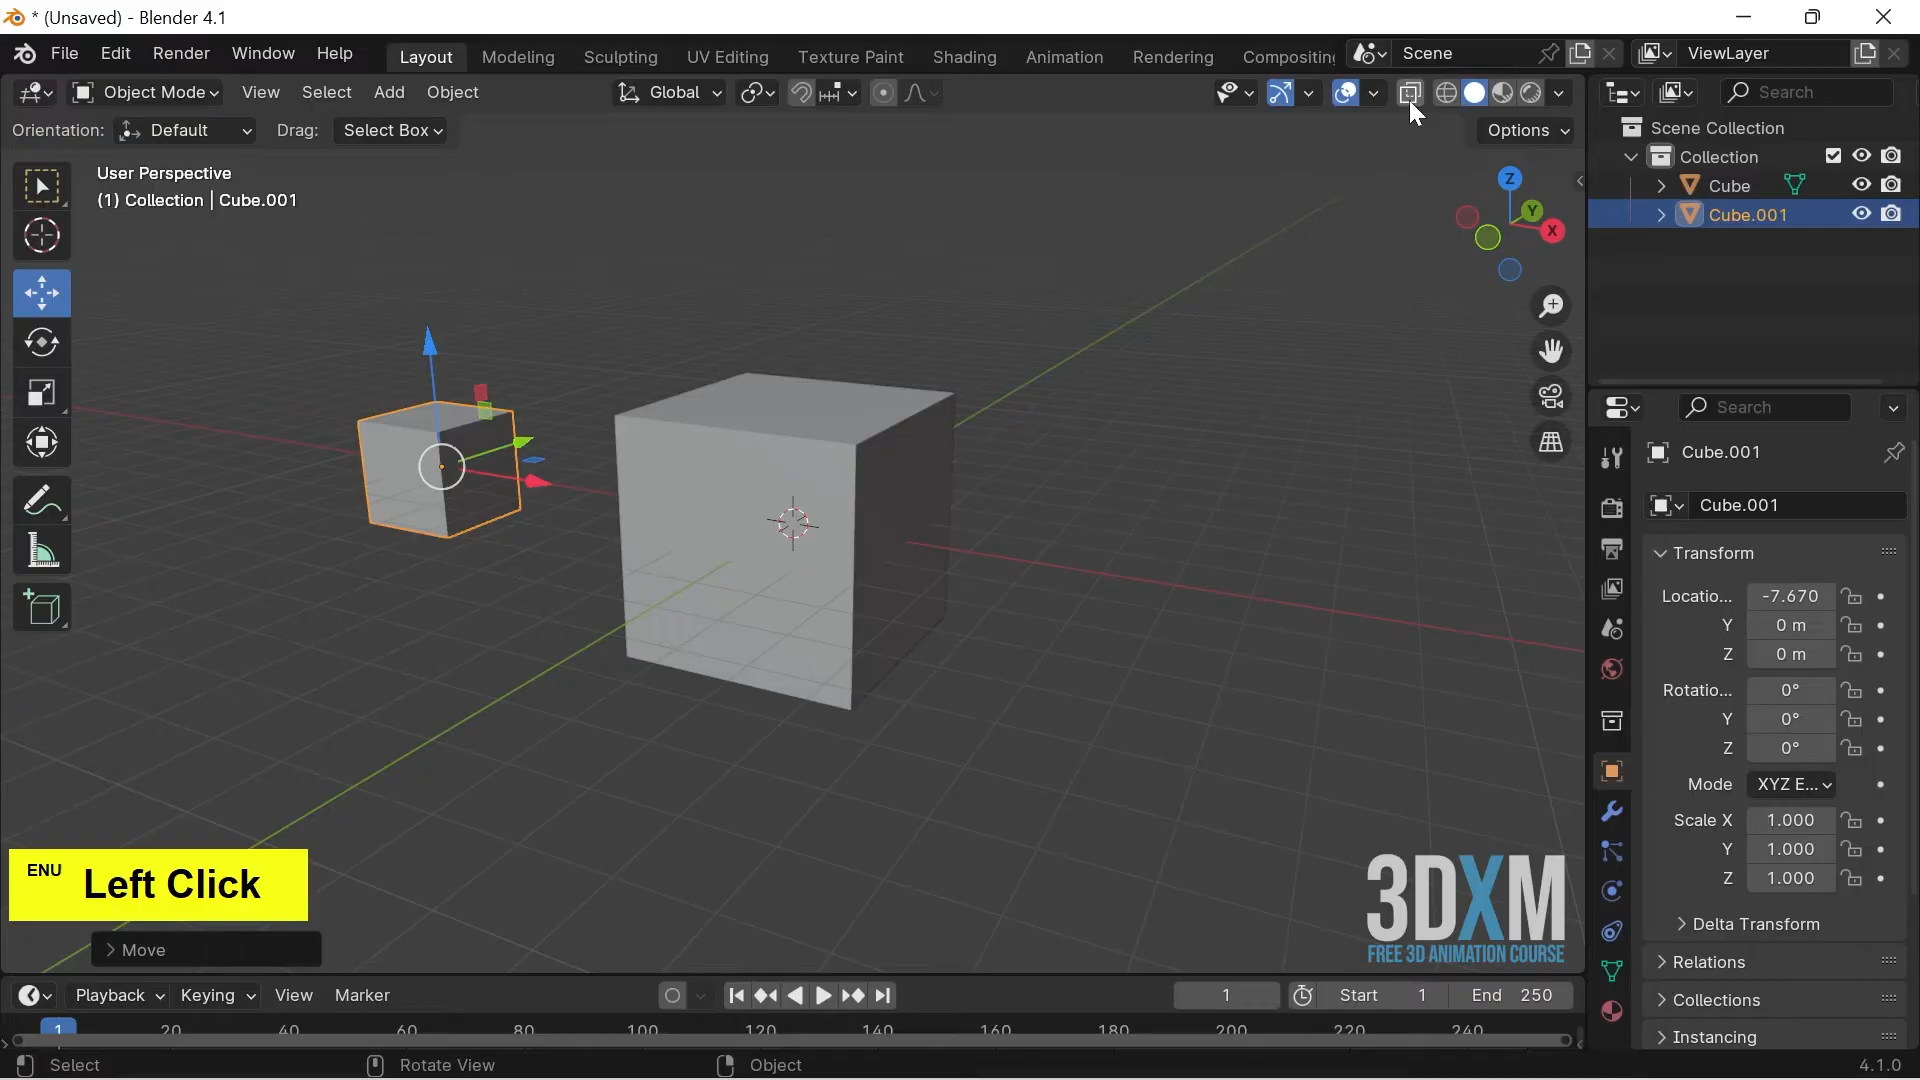 * (Unsaved) - Blender 4.1
File Edit Render Window Help Layout Modeling Sculpting UV Editing Texture Paint Shading Animation Rendering Compositing Scene ViewLayer
Object Mode View Select Add Object Global Search
Orientation: Default Drag: Select Box Options
Scene Collection
Collection
Cube
Cube.001
User Perspective
(1) Collection | Cube.001
Z
Y
X
Search
Cube.001
Cube.001
Transform
Locatio... -7.670
Y 0 m
Z 0 m
Rotatio... 0°
Y 0°
Z 0°
Mode XYZ E...
Scale X 1.000
Y 1.000
Z 1.000
Delta Transform
Relations
Collections
Instancing
ENU Left Click
Move
3DXM
FREE 3D ANIMATION COURSE
Playback Keying View Marker 1 Start 1 End 250
1 20 40 60 80 100 120 140 160 180 200 220 240
Select Rotate View Object 4.1.0